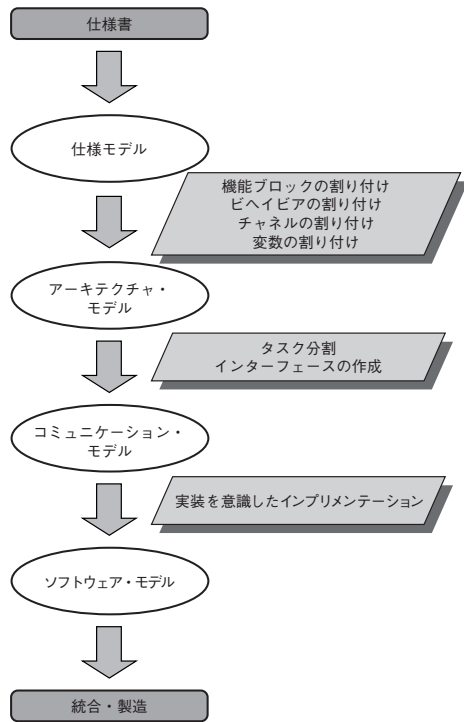 仕様書
仕様モデル
機能ブロックの割り付け
ビヘイビアの割り付け
チャネルの割り付け
変数の割り付け
アーキテクチャ・
モデル
タスク分割
インターフェースの作成
コミュニケーション・
モデル
実装を意識したインプリメンテーション
ソフトウェア・モデル
統合・製造